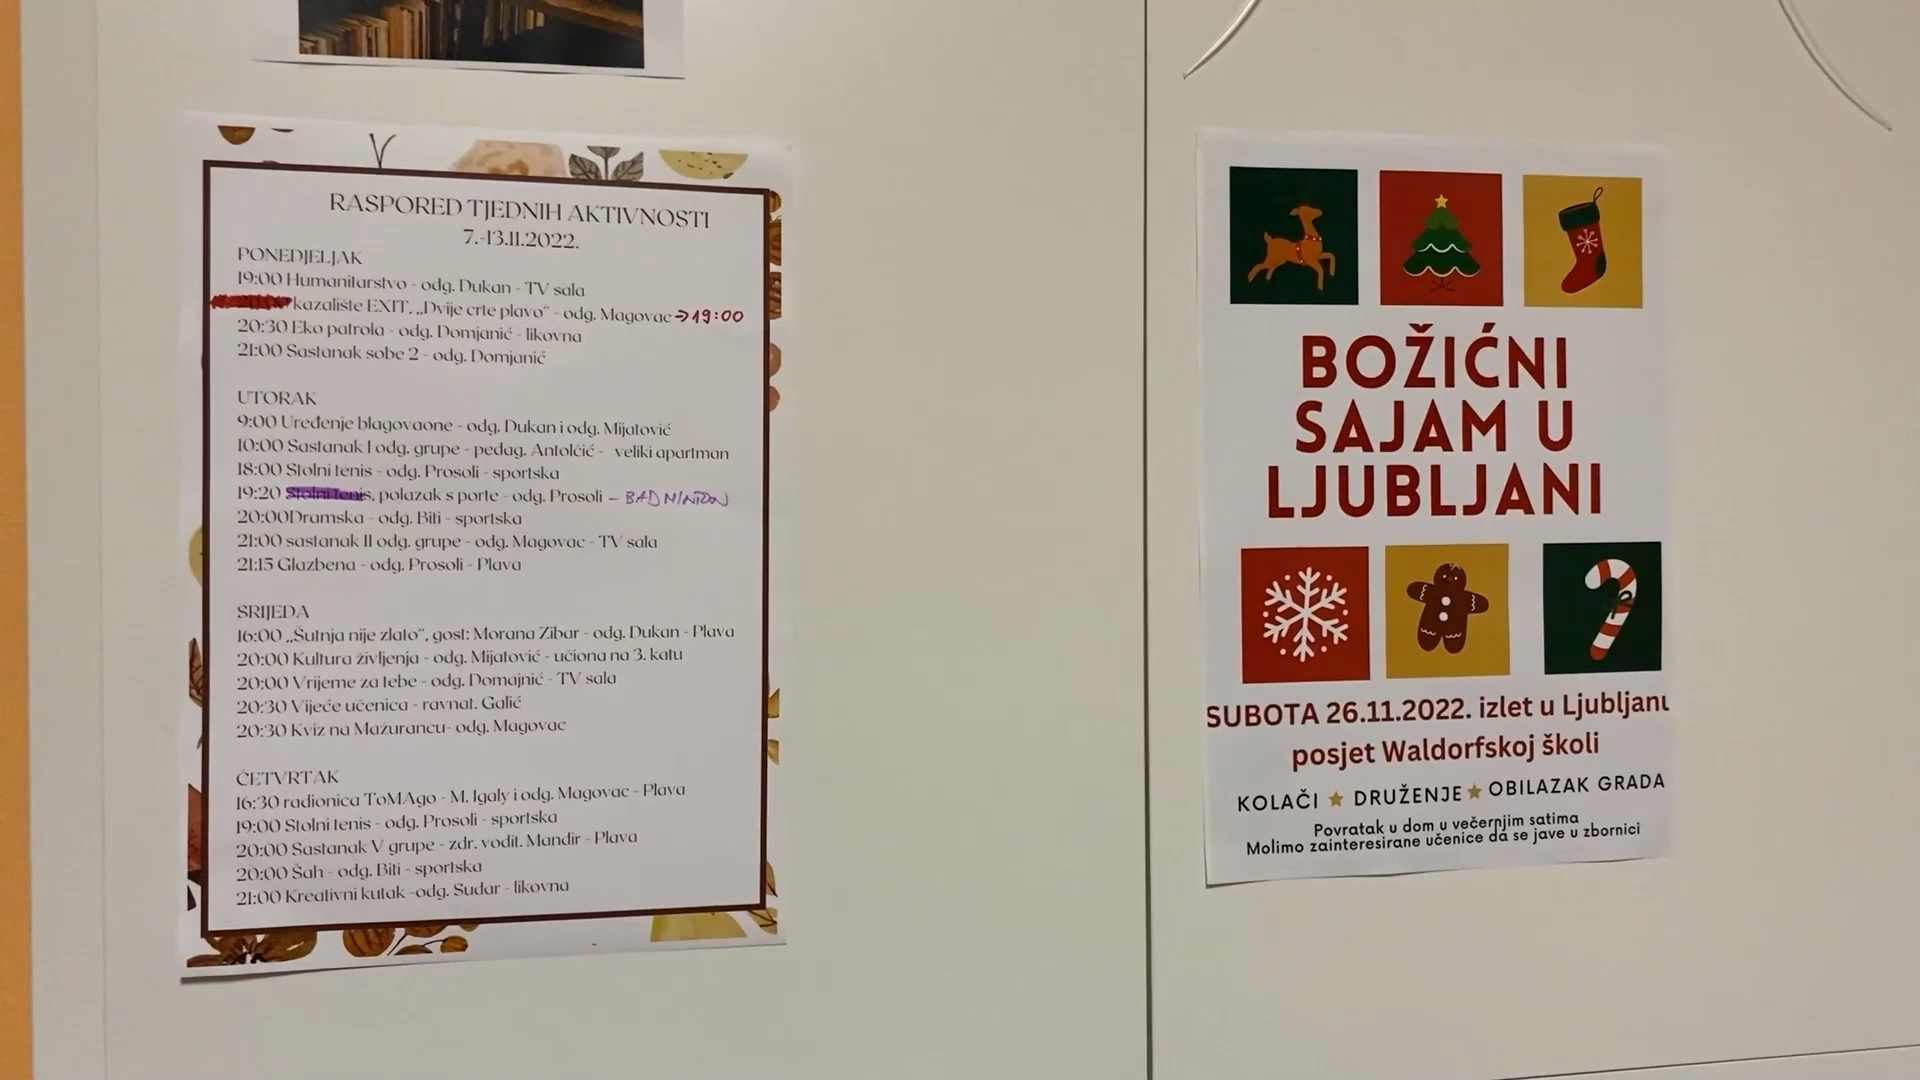 RASPORED TJEDNIH AKTIVNOSTI
7.-13.11.2022.
PONEDJELJAK
19:00 Humanitarstvo - odg. Dukan - TV sala
kazalište EXIT, „Dvije crte plavo“ - odg. Magovac → 19:00
20:30 Eko patrola - odg. Domjanić - likovna
21:00 Sastanak sobe 2 - odg. Domjanić
UTORAK
9:00 Uređenje blagovaone - odg. Dukan i odg. Mijatović
10:00 Sastanak I odg. grupe - pedag. Antolčić - veliki apartman
18:00 Stolni tenis - odg. Prosoli - sportska
19:20 Stolni tenis, polazak s porte - odg. Prosoli - BADMINTON
20:00Dramska - odg. Biti - sportska
21:00 sastanak II odg. grupe - odg. Magovac - TV sala
21:15 Glazbena - odg. Prosoli - Plava
SRIJEDA
16:00 „Šutnja nije zlato“, gost: Morana Zibar - odg. Dukan - Plava
20:00 Kultura življenja - odg. Mijatović - učiona na 3. katu
20:00 Vrijeme za tebe - odg. Domajnić - TV sala
20:30 Vijeće učenica - ravnat. Galić
20:30 Kviz na Mažurancu- odg. Magovac
ČETVRTAK
16:30 radionica ToMAgo - M. Igaly i odg. Magovac - Plava
19:00 Stolni tenis - odg. Prosoli - sportska
20:00 Sastanak V grupe - zdr. vodit. Mandir - Plava
20:00 Šah - odg. Biti - sportska
21:00 Kreativni kutak -odg. Sudar - likovna
BOŽIĆNI
SAJAM U
LJUBLJANI
SUBOTA 26.11.2022. izlet u Ljubljanu
posjet Waldorfskoj školi
KOLAČI ★ DRUŽENJE ★ OBILAZAK GRADA
Povratak u dom u večernjim satima
Molimo zainteresirane učenice da se jave u zbornici